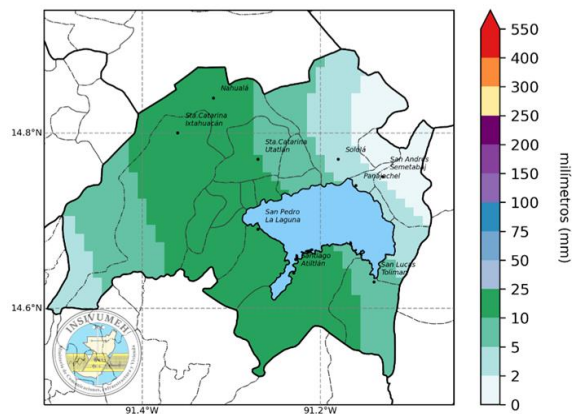 Nahualá
Sta.Catarina
Ixtahuacán
Sta.Catarina
Utatlán
Sololá
San Andrés
Semetabaj
Panajachel
San Pedro
La Laguna
Santiago
Atitlán
San Lucas
Tolimán
14.8°N
14.6°N
91.4°W
91.2°W
INSIVUMEH
550
400
300
250
200
150
100
75
50
25
10
5
2
0
milímetros (mm)